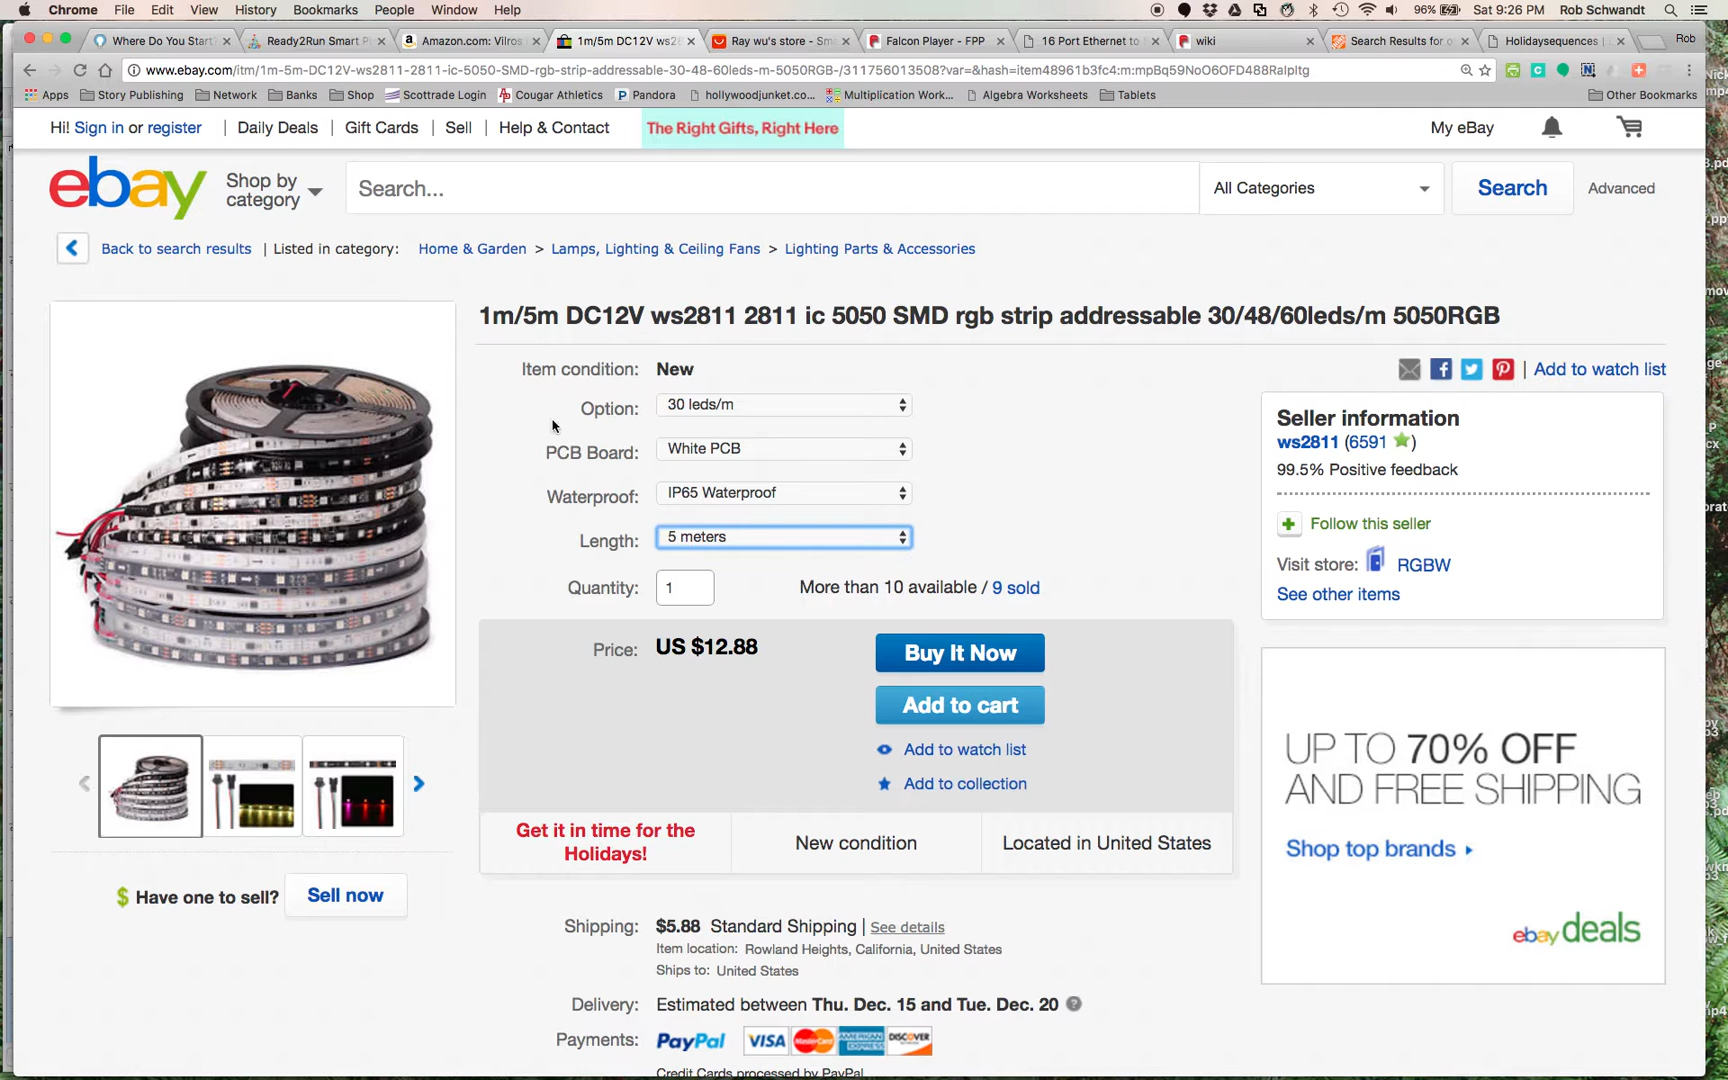 Chrome File Edit View History Bookmarks People Window Help 96% Sat 9:26 PM Rob Schwandt
Where Do You Start? Ready2Run Smart P Amazon.com: Vilros 1m/5m DC12V ws28 Ray wu's store - Sm Falcon Player - FPP 16 Port Ethernet to wiki Search Results for o Holidaysequences | Rob
www.ebay.com/itm/1m-5m-DC12V-ws2811-2811-ic-5050-SMD-rgb-strip-addressable-30-48-60leds-m-5050RGB-/311756013508?var=&hash=item48961b3fc4:m:mpBq59NoO6OFD488RalpItg
Apps Story Publishing Network Banks Shop Scottrade Login Cougar Athletics Pandora hollywoodjunket.co... Multiplication Work... Algebra Worksheets Tablets Other Bookmarks
Hi! Sign in or register | Daily Deals | Gift Cards | Sell | Help & Contact The Right Gifts, Right Here My eBay
ebay Shop by category Search... All Categories Search Advanced
Back to search results | Listed in category: Home & Garden > Lamps, Lighting & Ceiling Fans > Lighting Parts & Accessories
1m/5m DC12V ws2811 2811 ic 5050 SMD rgb strip addressable 30/48/60leds/m 5050RGB
Item condition: New
| Add to watch list
Option: 30 leds/m
PCB Board: White PCB
Waterproof: IP65 Waterproof
Length: 5 meters
Quantity: 1 More than 10 available / 9 sold
Price: US $12.88
Buy It Now
Add to cart
Add to watch list
Add to collection
Get it in time for the
Holidays!
New condition
Located in United States
Shipping: $5.88 Standard Shipping | See details
Item location: Rowland Heights, California, United States
Ships to: United States
Delivery: Estimated between Thu. Dec. 15 and Tue. Dec. 20
Payments: PayPal VISA MasterCard AMERICAN EXPRESS DISCOVER
Credit Cards processed by PayPal
Seller information
ws2811 (6591)
99.5% Positive feedback
Follow this seller
Visit store: RGBW
See other items
UP TO 70% OFF
AND FREE SHIPPING
Shop top brands
ebay deals
$ Have one to sell? Sell now